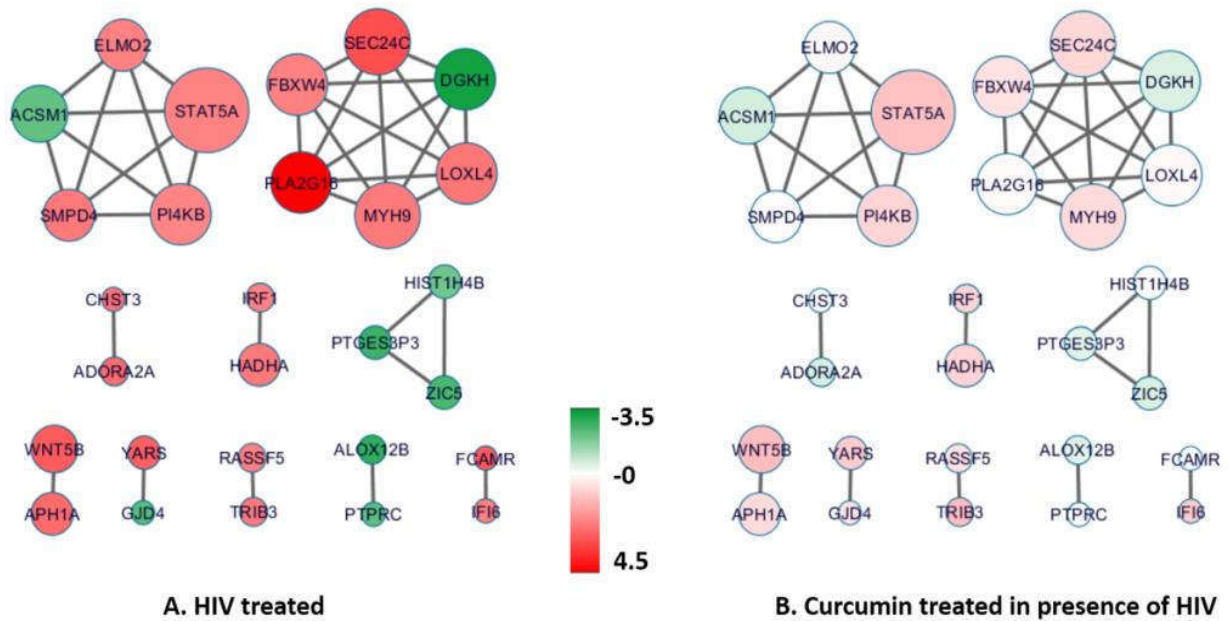 ELMO2
ACSM1
STAT5A
SMPD4
PI4KB
SEC24C
FBXW4
DGKH
PLA2G16
LOXL4
MYH9
CHST3
ADORA2A
IRF1
HADHA
HIST1H4B
PTGES3P3
ZIC5
WNT5B
APH1A
YARS
GJD4
RASSF5
TRIB3
ALOX12B
PTPRC
FCAMR
IFI6
-3.5
-0
4.5
A. HIV treated
ELMO2
ACSM1
STAT5A
SMPD4
PI4KB
SEC24C
FBXW4
DGKH
PLA2G16
LOXL4
MYH9
CHST3
ADORA2A
IRF1
HADHA
HIST1H4B
PTGES3P3
ZIC5
WNT5B
APH1A
YARS
GJD4
RASSF5
TRIB3
ALOX12B
PTPRC
FCAMR
IFI6
B. Curcumin treated in presence of HIV